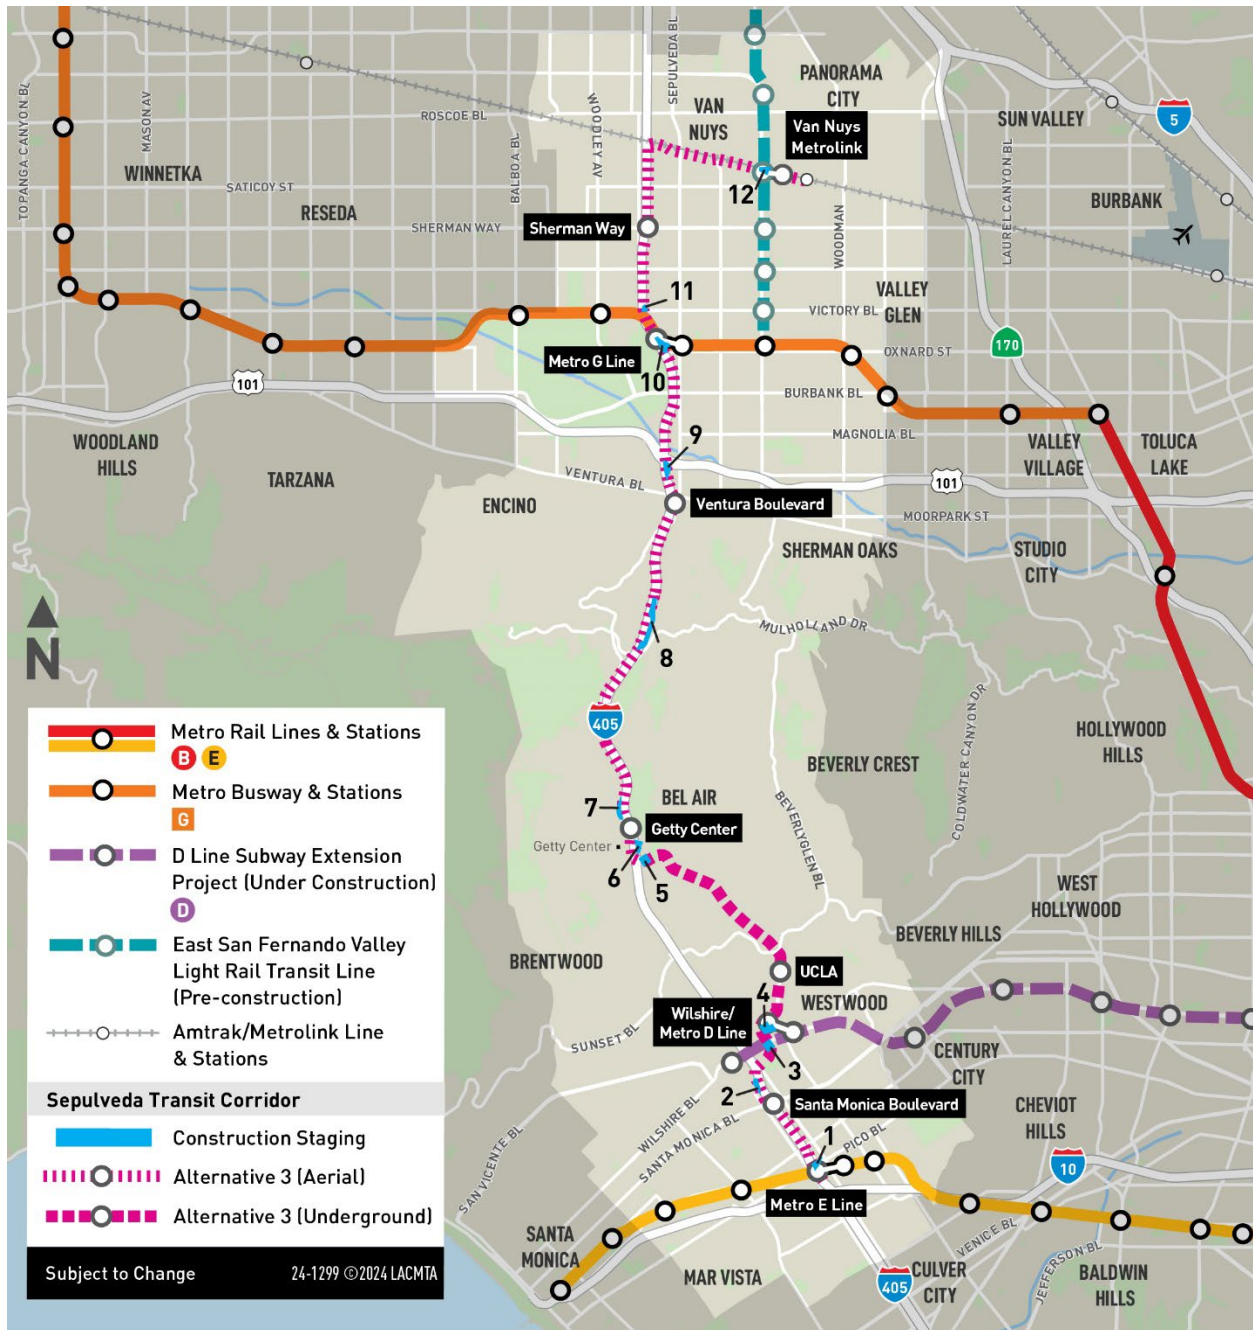 TOPANGA CANYON BL
MASON AV
WINNETKA
SATICOY ST
RESEDA
ROSCOE BL
BALBOA BL
SHERMAN WAY
WOODLEY AV
SEPULVEDA BL
VAN
NUYS
PANORAMA
CITY
Van Nuys
Metrolink
12
SUN VALLEY
5
LAUREL CANYON BL
BURBANK
WOODMAN
Sherman Way
11
VICTORY BL
VALLEY
GLEN
OXNARD ST
170
Metro G Line
10
BURBANK BL
MAGNOLIA BL
101
WOODLAND
HILLS
TARZANA
VENTURA BL
9
ENCINO
Ventura Boulevard
101
MOORPARK ST
VALLEY
VILLAGE
TOLUCA
LAKE
SHERMAN OAKS
STUDIO
CITY
MULHOLLAND DR
8
N
405
COLDWATER CANYON DR
HOLLYWOOD
HILLS
BEVERLY CREST
BEVERLYGLEN BL
7
BEL AIR
Getty Center
Getty Center
6
5
WEST
HOLLYWOOD
BEVERLY HILLS
BRENTWOOD
UCLA
4
WESTWOOD
Wilshire/
Metro D Line
SUNSET BL
3
CENTURY
CITY
2
Santa Monica Boulevard
WILSHIRE BL
SANTA MONICA BL
SAN VICENTE BL
1
PICO BL
CHEVIOT
HILLS
10
Metro E Line
SANTA
MONICA
MAR VISTA
405
CULVER
CITY
VENICE BL
JEFFERSON BL
BALDWIN
HILLS
Metro Rail Lines & Stations
B E
Metro Busway & Stations
G
D Line Subway Extension
Project (Under Construction)
D
East San Fernando Valley
Light Rail Transit Line
(Pre-construction)
Amtrak/Metrolink Line
& Stations
Sepulveda Transit Corridor
Construction Staging
Alternative 3 (Aerial)
Alternative 3 (Underground)
Subject to Change 24-1299 ©2024 LACMTA